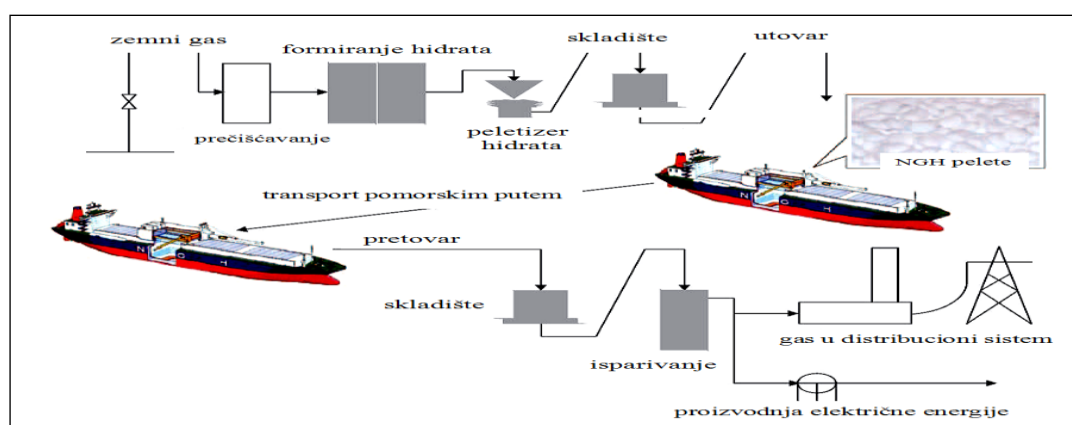 zemni gas
formiranje hidrata
skladište
utovar
prečišćavanje
peletizer
hidrata
NGH pelete
transport pomorskim putem
pretovar
skladište
isparivanje
gas u distribucioni sistem
proizvodnja električne energije